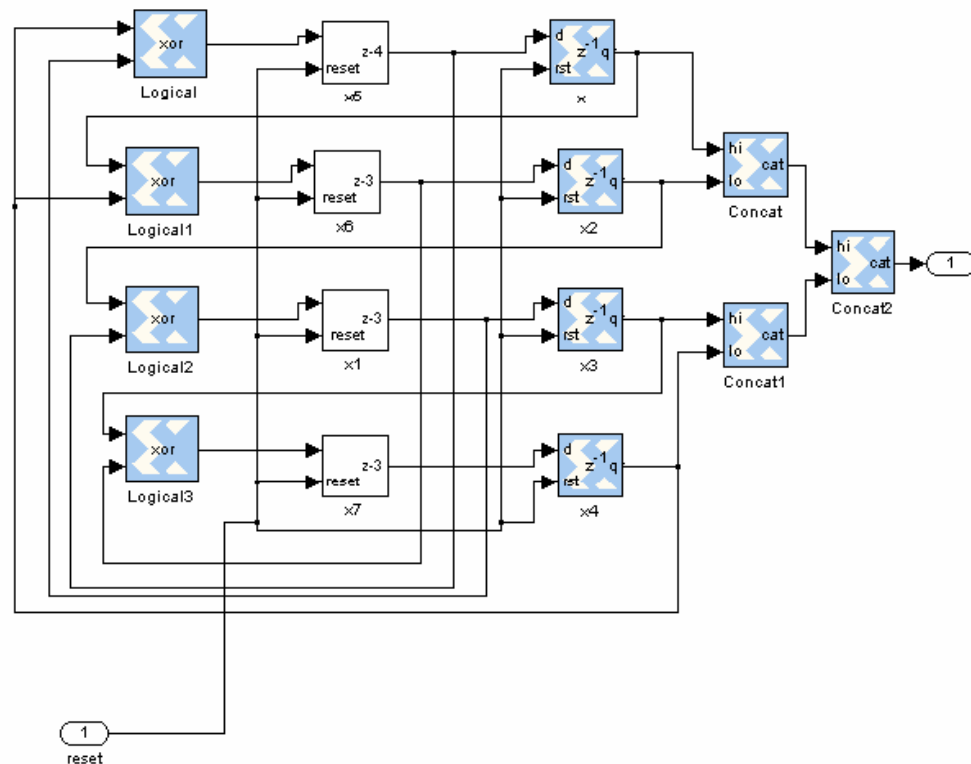 xor
Logical
z-4
reset
x5
d
z-1 q
rst
x
xor
Logical1
z-3
reset
x6
d
z-1 q
rst
x2
hi
cat
lo
Concat
hi
cat
lo
Concat2
1
xor
Logical2
z-3
reset
x1
d
z-1 q
rst
x3
hi
cat
lo
Concat1
xor
Logical3
z-3
reset
x7
d
z-1 q
rst
x4
1
reset